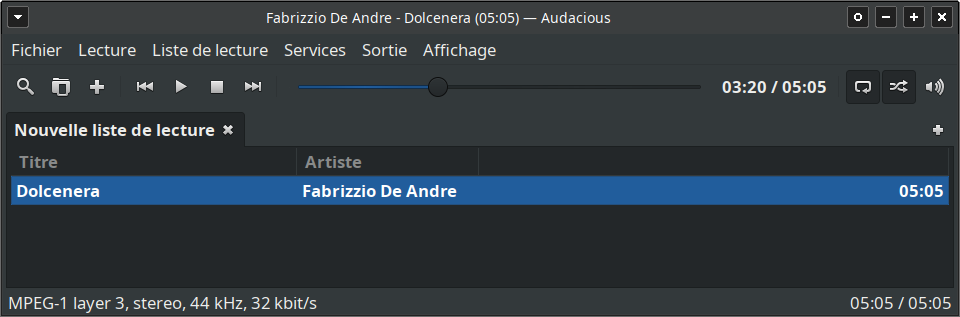 Fabrizzio De Andre - Dolcenera (05:05) — Audacious
Fichier Lecture Liste de lecture Services Sortie Affichage
03:20 / 05:05
Nouvelle liste de lecture
Titre Artiste
Dolcenera Fabrizzio De Andre 05:05
MPEG-1 layer 3, stereo, 44 kHz, 32 kbit/s 05:05 / 05:05